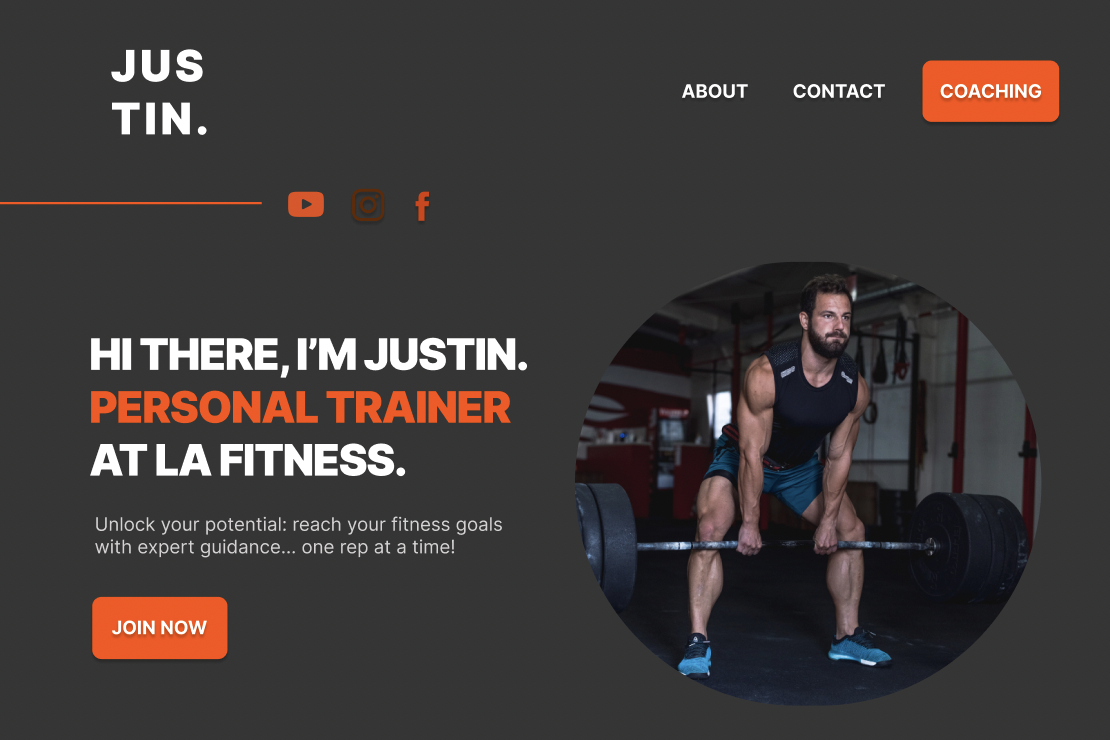 JUS
TIN.
ABOUT
CONTACT
COACHING
HI THERE, I’M JUSTIN.
PERSONAL TRAINER
AT LA FITNESS.
Unlock your potential: reach your fitness goals
with expert guidance... one rep at a time!
JOIN NOW